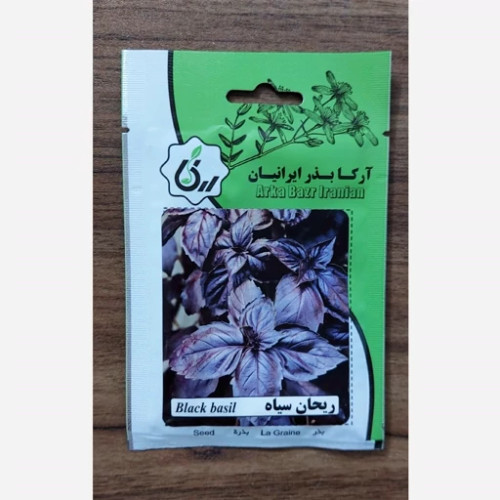 آرکا بذر ایرانیان
Arka Bazr Iranian
Black basil ریحان سیاه
Seed بذرة La Graine بذر